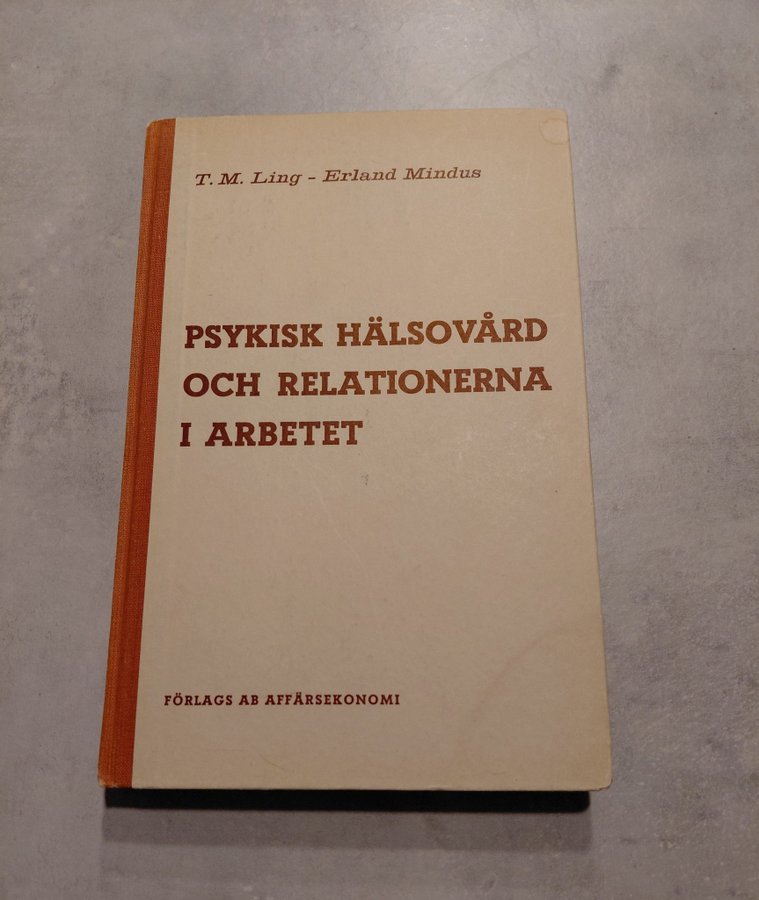 T. M. Ling - Erland Mindus
PSYKISK HÄLSOVÅRD
OCH RELATIONERNA
I ARBETET
FÖRLAGS AB AFFÄRSEKONOMI